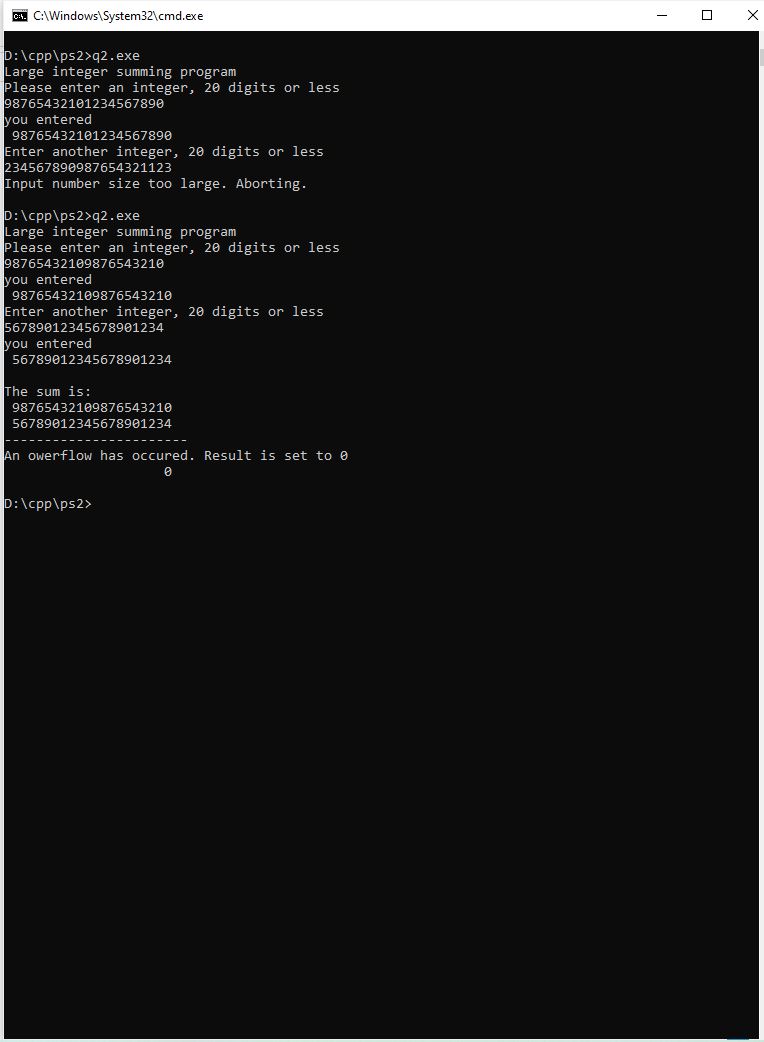 C:\Windows\System32\cmd.exe
D:\cpp\ps2>q2.exe
Large integer summing program
Please enter an integer, 20 digits or less
98765432101234567890
you entered
 98765432101234567890
Enter another integer, 20 digits or less
234567890987654321123
Input number size too large. Aborting.
D:\cpp\ps2>q2.exe
Large integer summing program
Please enter an integer, 20 digits or less
98765432109876543210
you entered
 98765432109876543210
Enter another integer, 20 digits or less
56789012345678901234
you entered
 56789012345678901234
The sum is:
 98765432109876543210
 56789012345678901234
-----------------------
An owerflow has occured. Result is set to 0
                    0
D:\cpp\ps2>